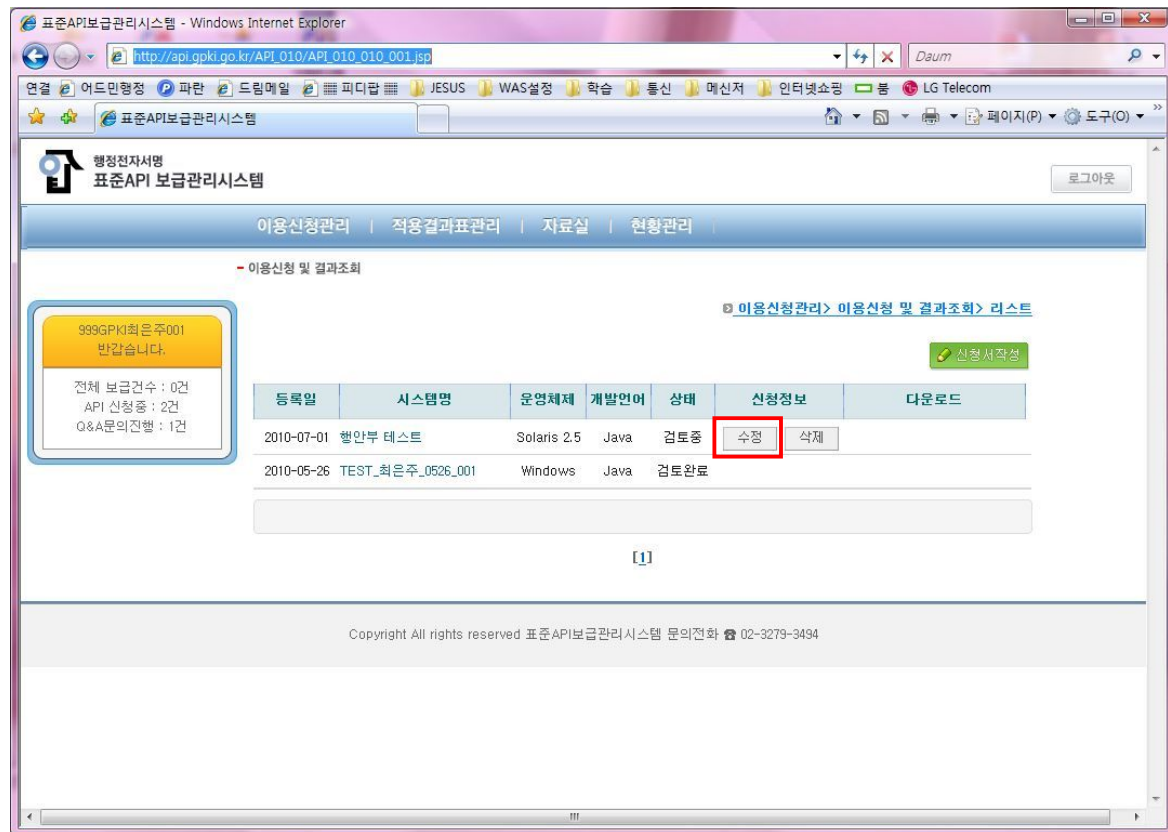 표준API보급관리시스템 - Windows Internet Explorer
http://api.gpki.go.kr/API_010/API_010_010_001.jsp
Daum
연결 어드민행정 파란 드림메일 ▦ 피디팝 ▦ JESUS WAS설정 학습 통신 메신저 인터넷쇼핑 붐 LG Telecom
표준API보급관리시스템 페이지(P) 도구(O)
행정전자서명
표준API 보급관리시스템
로그아웃
이용신청관리 | 적용결과표관리 | 자료실 | 현황관리
이용신청 및 결과조회
이용신청관리> 이용신청 및 결과조회> 리스트
999GPKI최은주001
반갑습니다.
전체 보급건수 : 0건
API 신청중 : 2건
Q&A문의진행 : 1건
신청서작성
등록일 시스템명 운영체제 개발언어 상태 신청정보 다운로드
2010-07-01 행안부 테스트 Solaris 2.5 Java 검토중 수정 삭제
2010-05-26 TEST_최은주_0526_001 Windows Java 검토완료
[1]
Copyright All rights reserved 표준API보급관리시스템 문의전화 ☎ 02-3279-3494